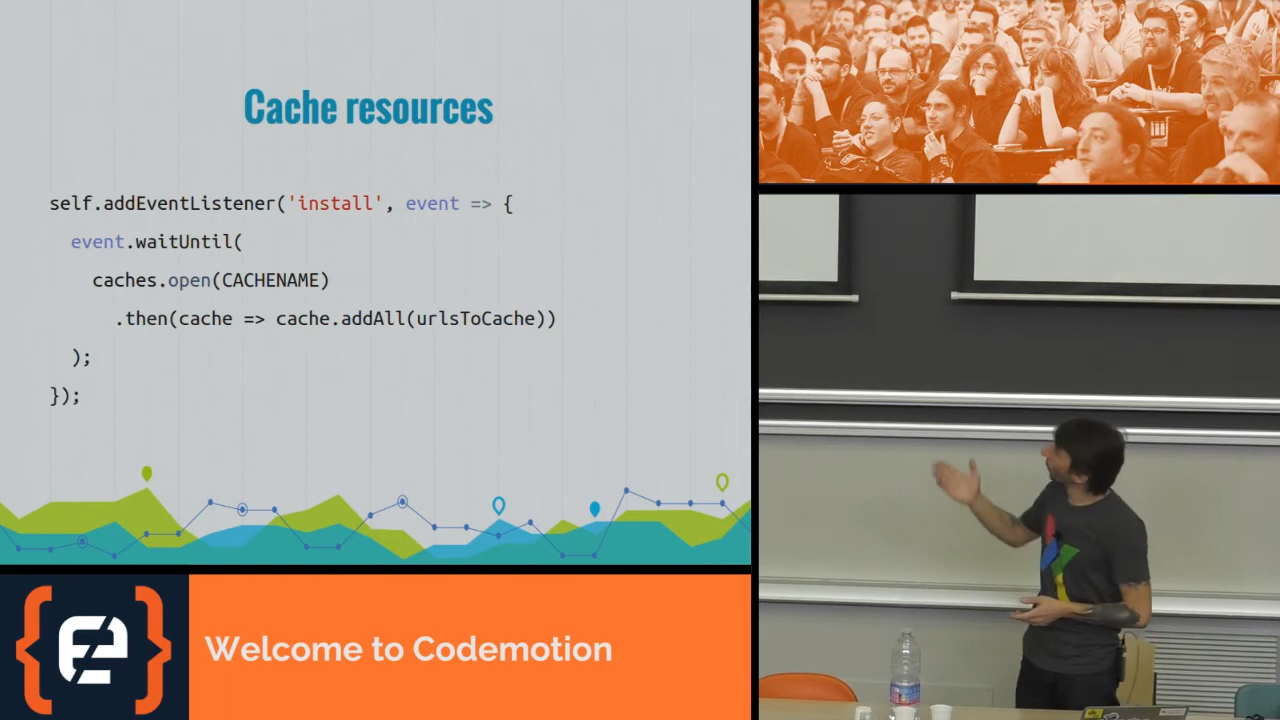 Cache resources
self.addEventListener('install', event => {
event.waitUntil(
caches.open(CACHENAME)
.then(cache => cache.addAll(urlsToCache))
);
});
Welcome to Codemotion